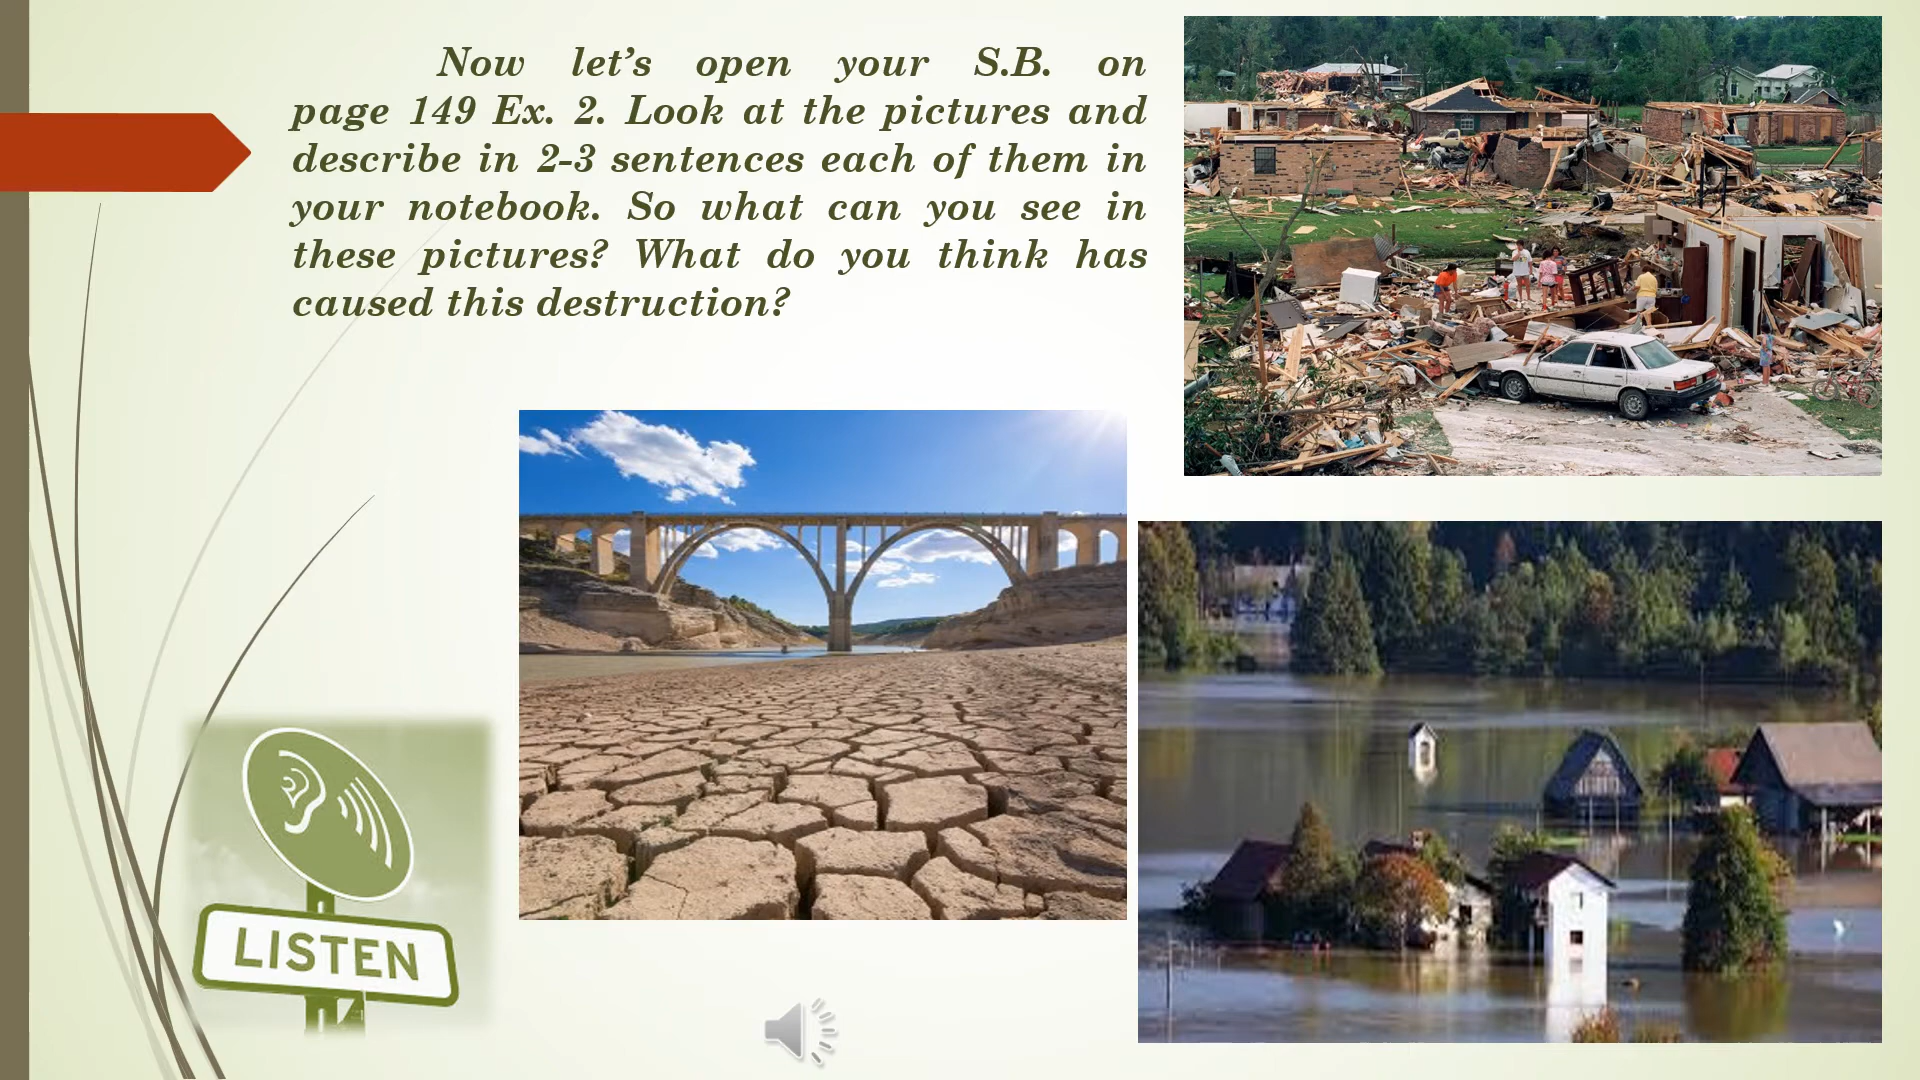 Now let’s open your S.B. on
page 149 Ex. 2. Look at the pictures and
describe in 2-3 sentences each of them in
your notebook. So what can you see in
these pictures? What do you think has
caused this destruction?
LISTEN